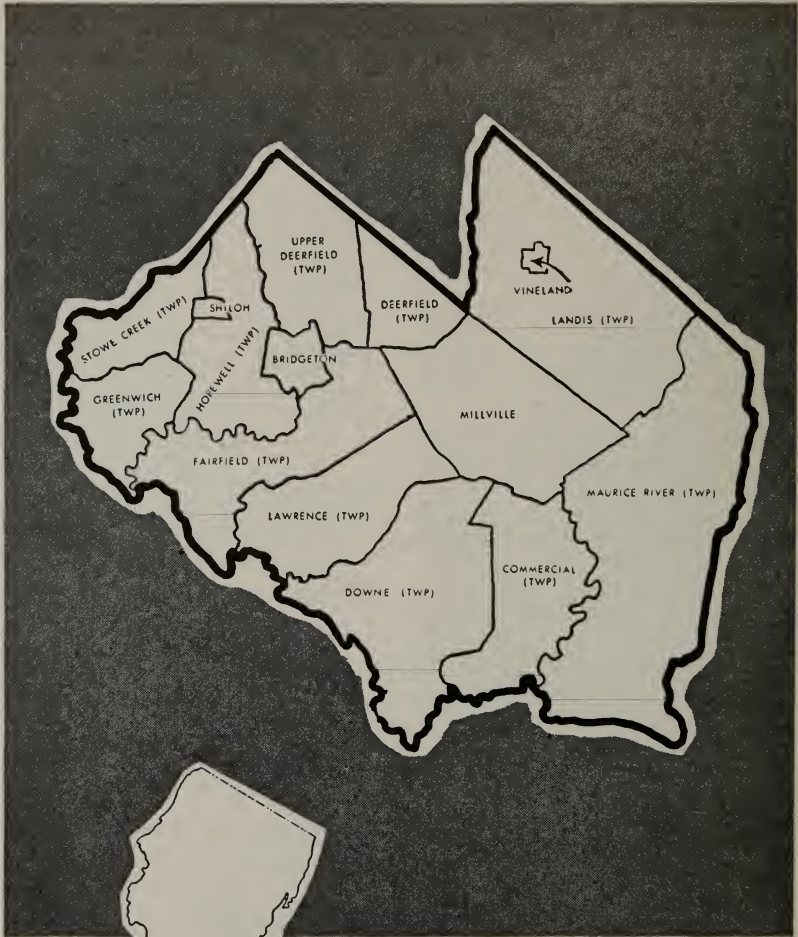 UPPER
DEERFIELD
(TWP)
DEERFIELD
(TWP)
VINELAND
LANDIS (TWP)
STOWE CREEK (TWP)
SHILOH
HOPEWELL (TWP)
BRIDGETON
GREENWICH
(TWP)
MILLVILLE
FAIRFIELD (TWP)
MAURICE RIVER (TWP)
LAWRENCE (TWP)
COMMERCIAL
(TWP)
DOWNE (TWP)